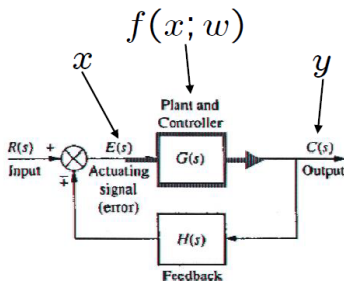 f(x; w)
x
y
Plant and
Controller
R(s) + E(s) G(s) C(s)
Input ∓ Actuating Output
signal
(error)
H(s)
Feedback